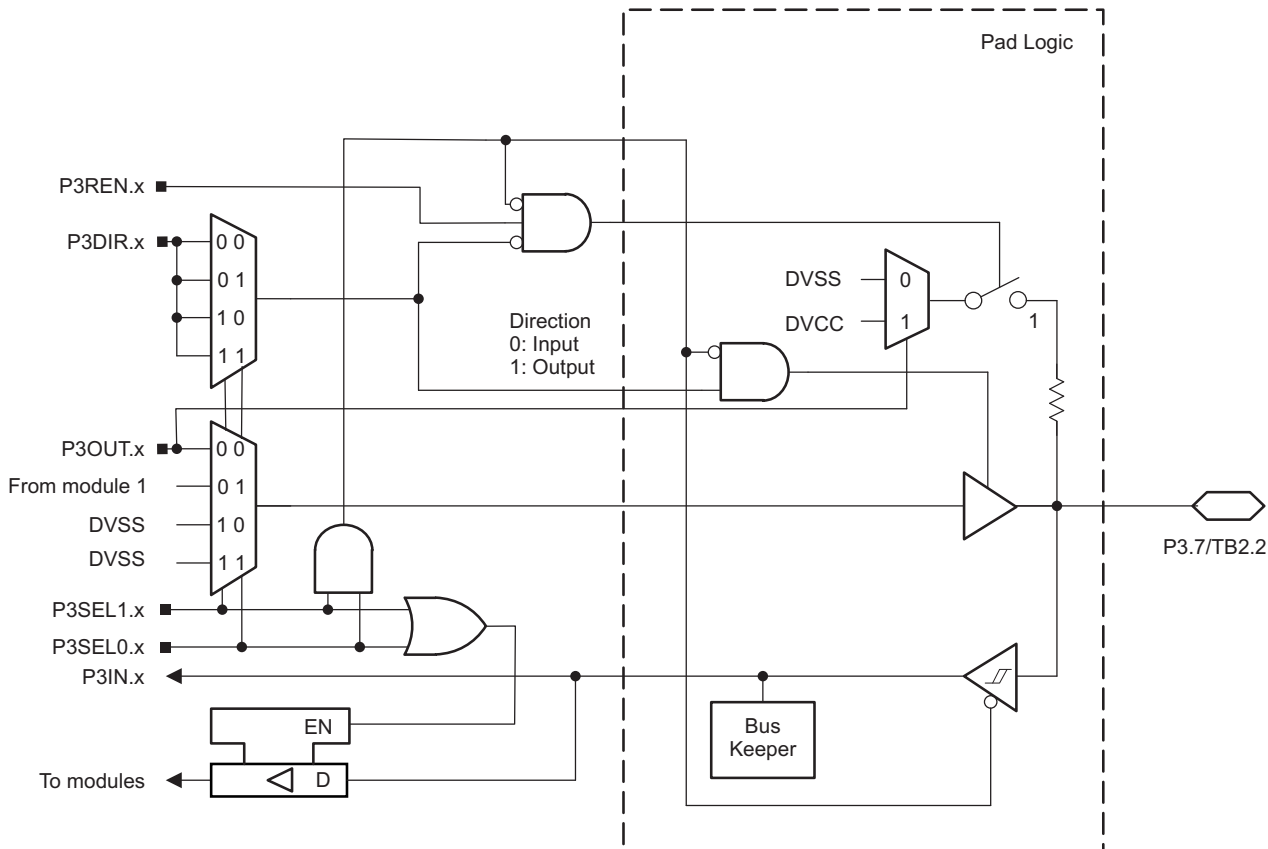 Pad Logic
P3REN.x
P3DIR.x
0 0
0 1
1 0
1 1
Direction
0: Input
1: Output
DVSS
0
DVCC
1
1
P3OUT.x
0 0
From module 1
0 1
DVSS
1 0
DVSS
1 1
P3.7/TB2.2
P3SEL1.x
P3SEL0.x
P3IN.x
EN
Bus
Keeper
To modules
D